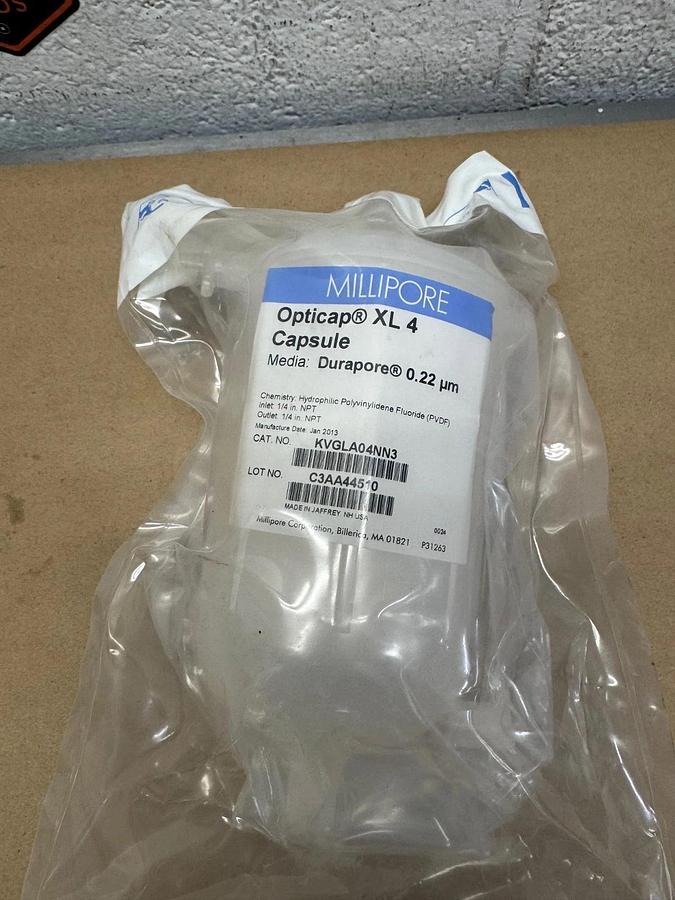 MILLIPORE
Opticap® XL 4
Capsule
Media: Durapore® 0.22 µm
Chemistry: Hydrophilic Polyvinylidene Fluoride (PVDF)
Inlet: 1/4 in. NPT
Outlet: 1/4 in. NPT
Manufacture Date: Jan 2013
CAT. NO. KVGLA04NN3
LOT NO. C3AA44510
MADE IN JAFFREY, NH USA
0024
Millipore Corporation, Billerica, MA 01821 P31263